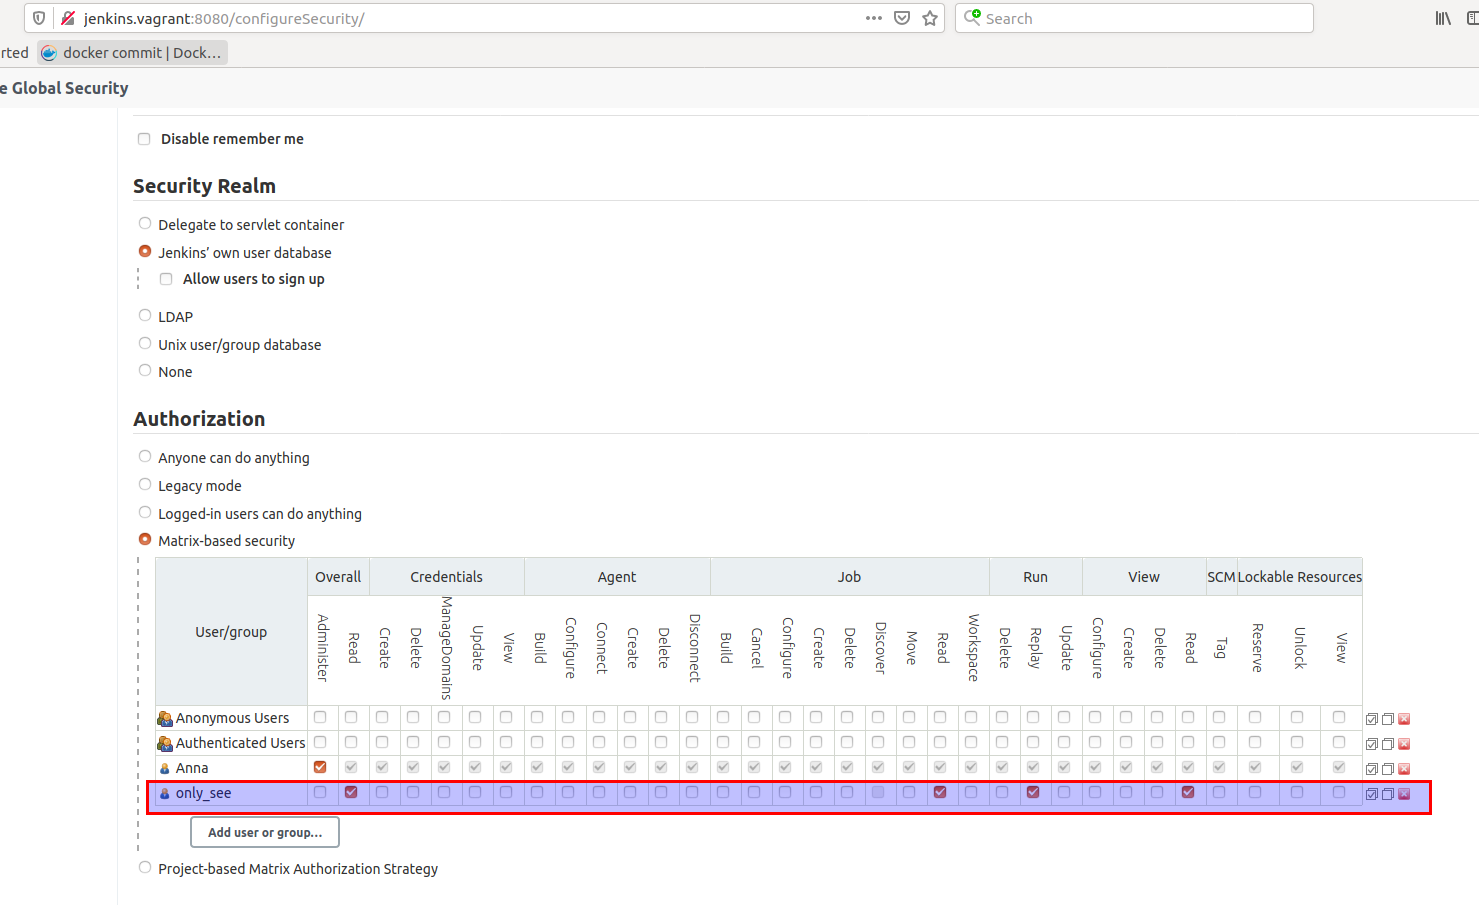 jenkins.vagrant:8080/configureSecurity/
Search
rted
docker commit | Dock…
e Global Security
Disable remember me
Security Realm
Delegate to servlet container
Jenkins’ own user database
Allow users to sign up
LDAP
Unix user/group database
None
Authorization
Anyone can do anything
Legacy mode
Logged-in users can do anything
Matrix-based security
User/group Overall Credentials Agent Job Run View SCM Lockable Resources
Administer Read Create Delete ManageDomains Update View Build Configure Connect Create Delete Disconnect Build Cancel Configure Create Delete Discover Move Read Workspace Delete Replay Update Configure Create Delete Read Tag Reserve Unlock View
Anonymous Users
Authenticated Users
Anna
only_see
Add user or group...
Project-based Matrix Authorization Strategy